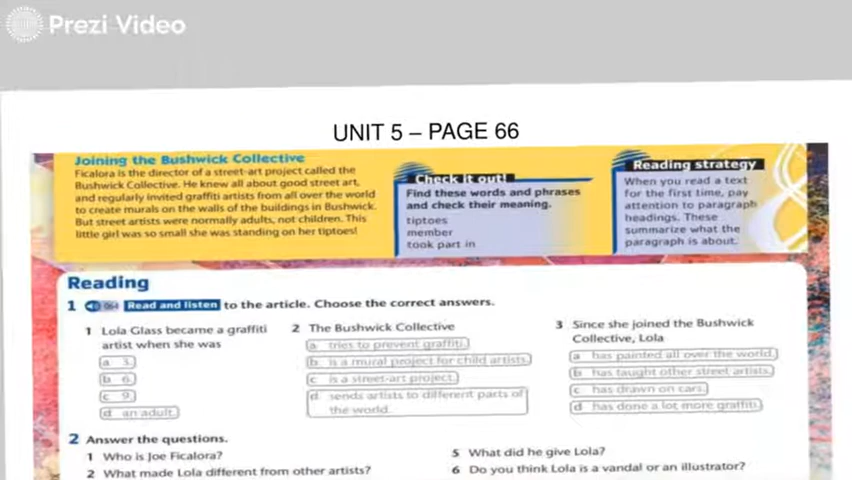 Prezi Video
UNIT 5 – PAGE 66
Joining the Bushwick Collective
Ficalora is the director of a street-art project called the
Bushwick Collective. He knew all about good street art,
and regularly invited graffiti artists from all over the world
to create murals on the walls of the buildings in Bushwick.
But street artists were normally adults, not children. This
little girl was so small she was standing on her tiptoes!
Check it out!
Find these words and phrases
and check their meaning.
tiptoes
member
took part in
Reading strategy
When you read a text
for the first time, pay
attention to paragraph
headings. These
summarize what the
paragraph is about.
Reading
1 064 Read and listen to the article. Choose the correct answers.
1 Lola Glass became a graffiti
artist when she was
a 3.
b 6.
c 9.
d an adult.
2 The Bushwick Collective
a tries to prevent graffiti.
b is a mural project for child artists.
c is a street-art project.
d sends artists to different parts of
the world.
3 Since she joined the Bushwick
Collective, Lola
a has painted all over the world.
b has taught other street artists.
c has drawn on cars.
d has done a lot more graffiti.
2 Answer the questions.
1 Who is Joe Ficalora?
2 What made Lola different from other artists?
5 What did he give Lola?
6 Do you think Lola is a vandal or an illustrator?